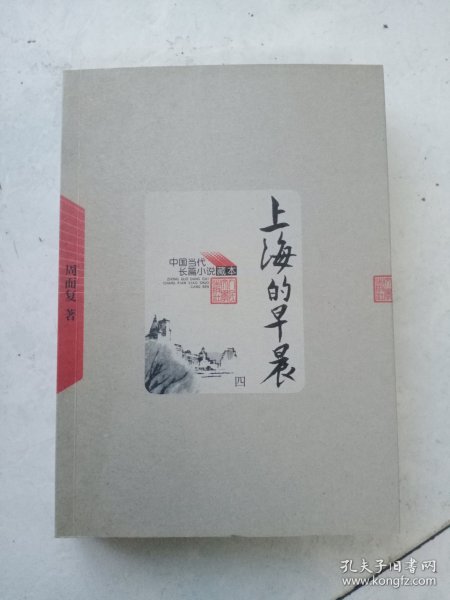 周而复 著
上海的早晨
中国当代
长篇小说藏本
ZHONG GUO DANG DAI
CHANG PIAN XIAO SHUO
CANG BEN
四
孔夫子旧书网
www.kongfz.com